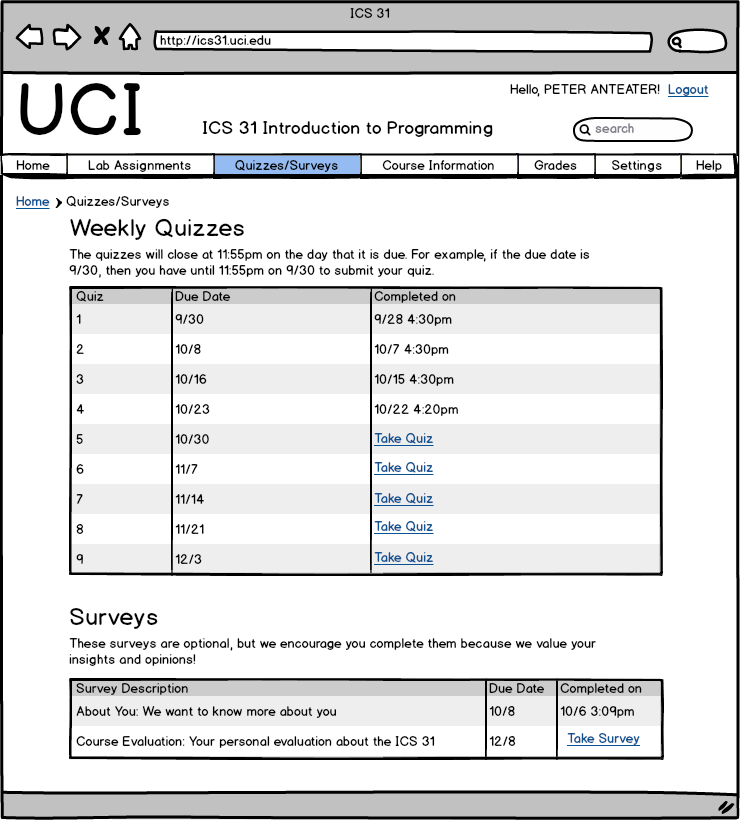 ICS 31
http://ics31.uci.edu
Hello, PETER ANTEATER! Logout
UCI
ICS 31 Introduction to Programming
search
Home Lab Assignments Quizzes/Surveys Course Information Grades Settings Help
Home Quizzes/Surveys
Weekly Quizzes
The quizzes will close at 11:55pm on the day that it is due. For example, if the due date is
9/30, then you have until 11:55pm on 9/30 to submit your quiz.
Quiz Due Date Completed on
1 9/30 9/28 4:30pm
2 10/8 10/7 4:30pm
3 10/16 10/15 4:30pm
4 10/23 10/22 4:20pm
5 10/30 Take Quiz
6 11/7 Take Quiz
7 11/14 Take Quiz
8 11/21 Take Quiz
9 12/3 Take Quiz
Surveys
These surveys are optional, but we encourage you complete them because we value your
insights and opinions!
Survey Description Due Date Completed on
About You: We want to know more about you 10/8 10/6 3:09pm
Course Evaluation: Your personal evaluation about the ICS 31 12/8 Take Survey